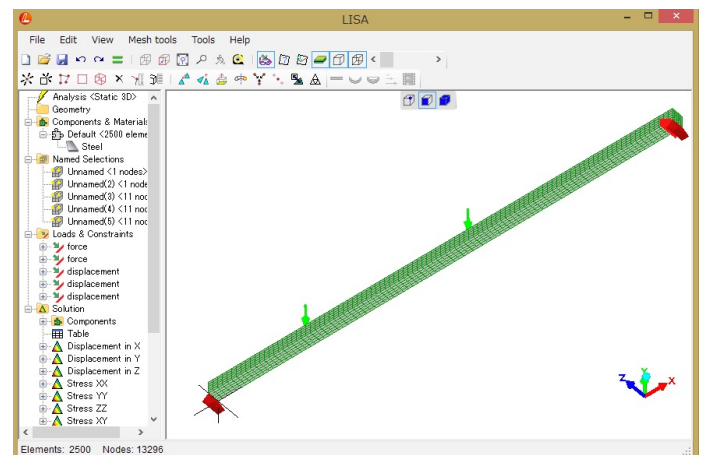 LISA
File Edit View Mesh tools Tools Help
Analysis <Static 3D>
Geometry
Components & Materials
Default <2500 eleme
Steel
Named Selections
Unnamed <1 nodes>
Unnamed(2) <1 node
Unnamed(3) <11 noc
Unnamed(4) <11 noc
Unnamed(5) <11 noc
Loads & Constraints
force
force
displacement
displacement
displacement
Solution
Components
Table
Displacement in X
Displacement in Y
Displacement in Z
Stress XX
Stress YY
Stress ZZ
Stress XY
Z
Y
X
Elements: 2500 Nodes: 13296